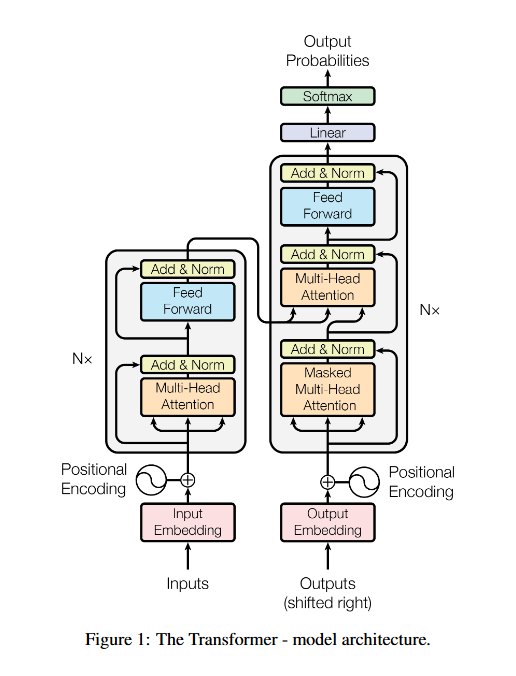 Output
Probabilities
Softmax
Linear
Add & Norm
Feed
Forward
Add & Norm
Multi-Head
Attention
Add & Norm
Masked
Multi-Head
Attention
N×
Add & Norm
Feed
Forward
Add & Norm
Multi-Head
Attention
N×
Positional
Encoding
Positional
Encoding
Input
Embedding
Output
Embedding
Inputs
Outputs
(shifted right)
Figure 1: The Transformer - model architecture.